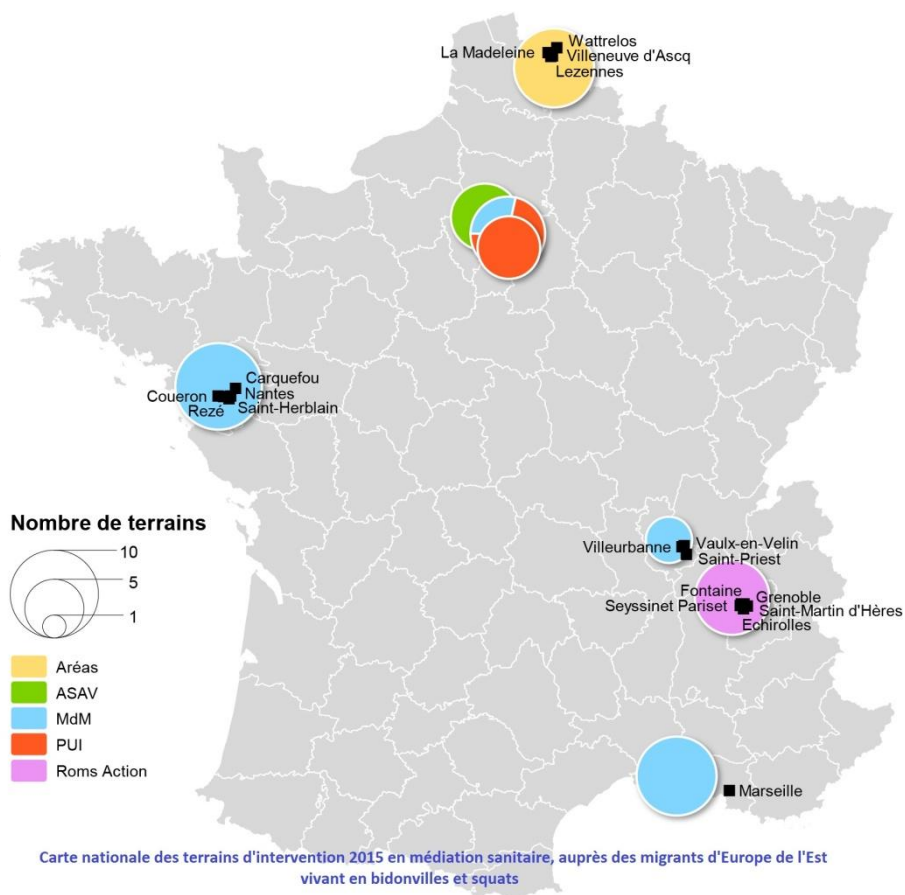 Wattrelos
La Madeleine
Villeneuve d'Ascq
Lezennes
Carquefou
Coueron
Nantes
Rezé
Saint-Herblain
Nombre de terrains
10
5
1
Aréas
ASAV
MdM
PUI
Roms Action
Villeurbanne
Vaulx-en-Velin
Saint-Priest
Fontaine
Grenoble
Seyssinet Pariset
Saint-Martin d'Hères
Echirolles
Marseille
Carte nationale des terrains d'intervention 2015 en médiation sanitaire, auprès des migrants d'Europe de l'Est
vivant en bidonvilles et squats